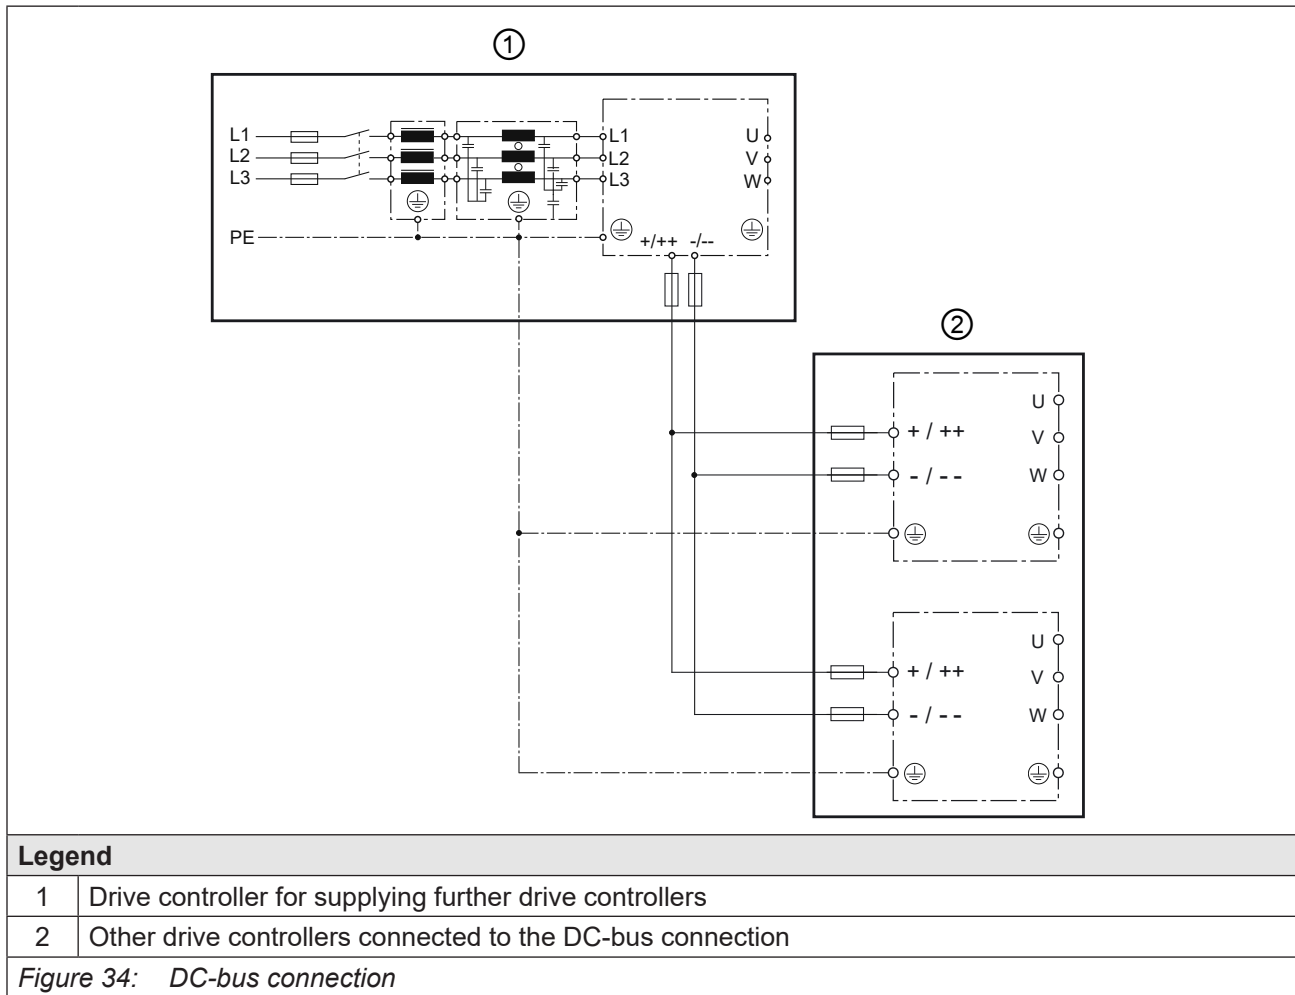 ①
L1
L2
L3
PE
L1
L2
L3
U
V
W
+/++ -/--
②
+ / ++
- / - -
U
V
W
+ / ++
- / - -
U
V
W
Legend
1 Drive controller for supplying further drive controllers
2 Other drive controllers connected to the DC-bus connection
Figure 34: DC-bus connection